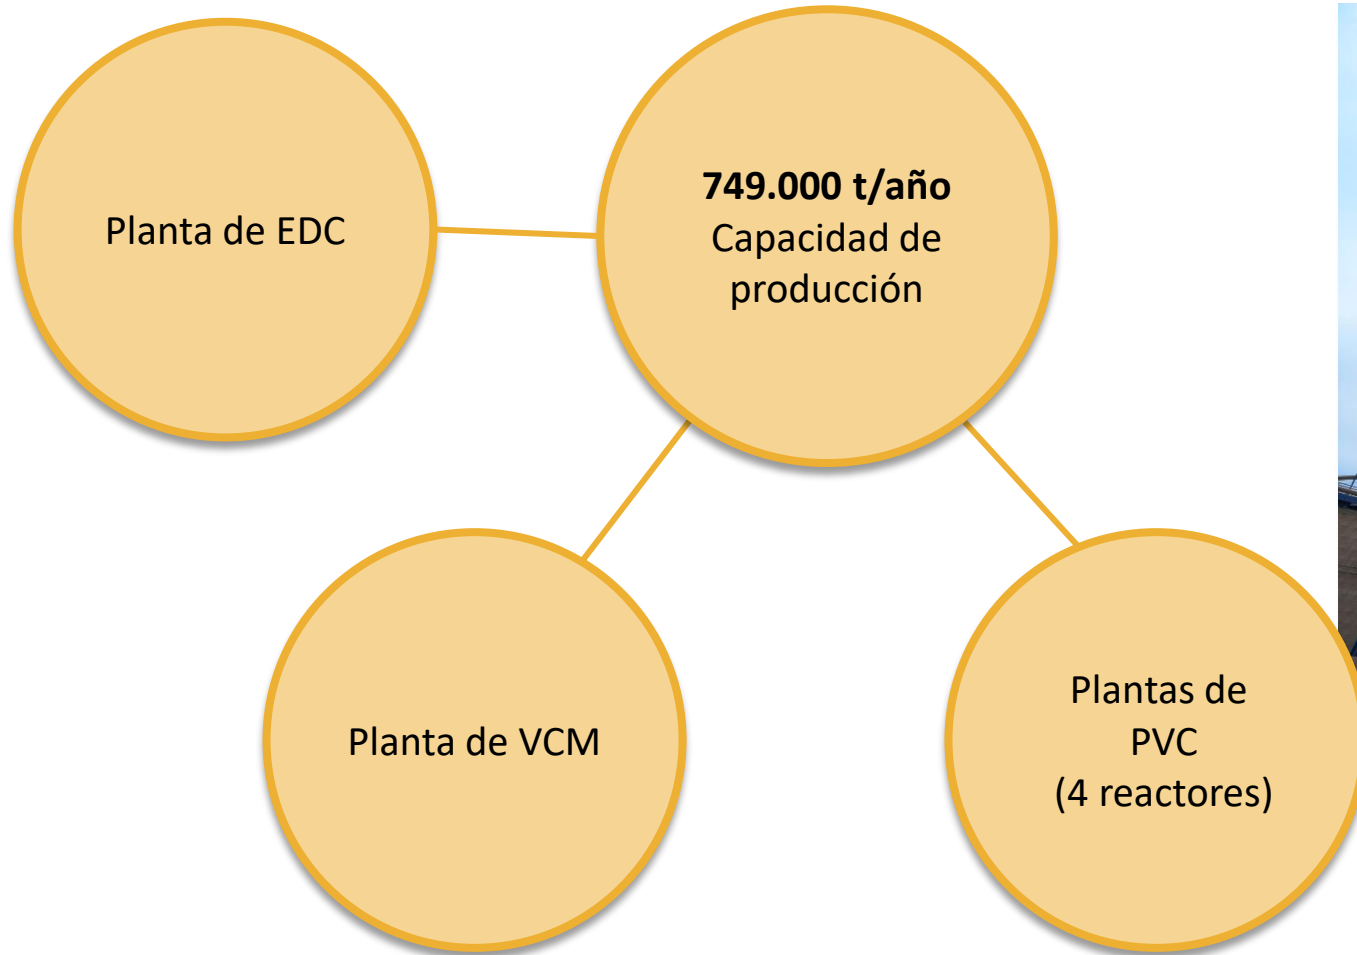 Planta de EDC
749.000 t/año
Capacidad de
producción
Planta de VCM
Plantas de
PVC
(4 reactores)